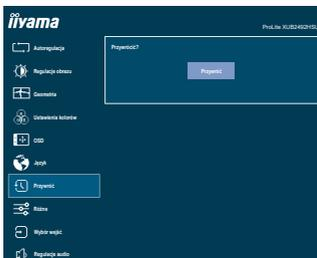 iiyama
ProLite XUB2492HSU
Autoregulacja
Przywrócić?
Regulacje obrazu
Przywróć
Geometria
Ustawienia kolorów
OSD
Język
Przywróć
Różne
Wybór wejść
Regulacje audio